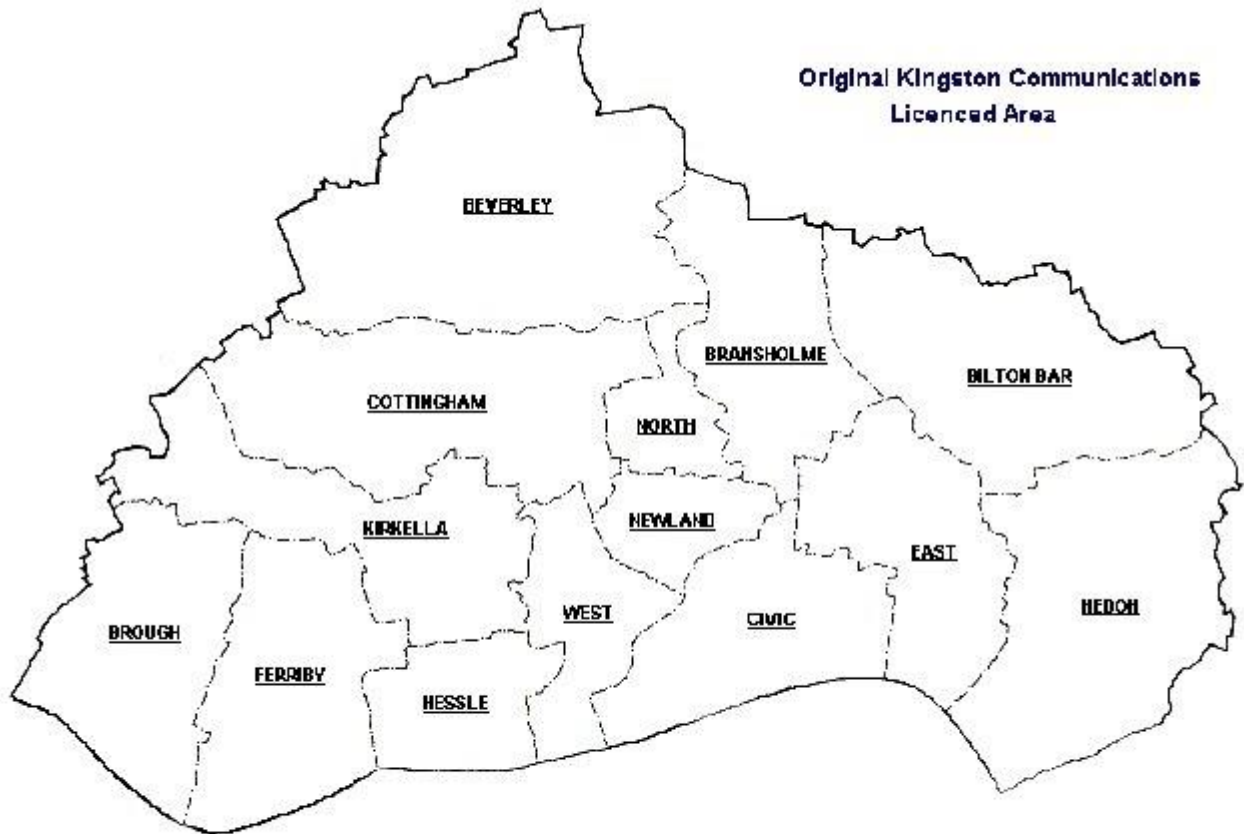 Original Kingston Communications
Licenced Area
BEVERLEY
BRANSHOLME
BILTON BAR
COTTINGHAM
NORTH
KIRKELLA
NEWLAND
EAST
BROUGH
WEST
CIVIC
HEDON
FERRIBY
HESSLE